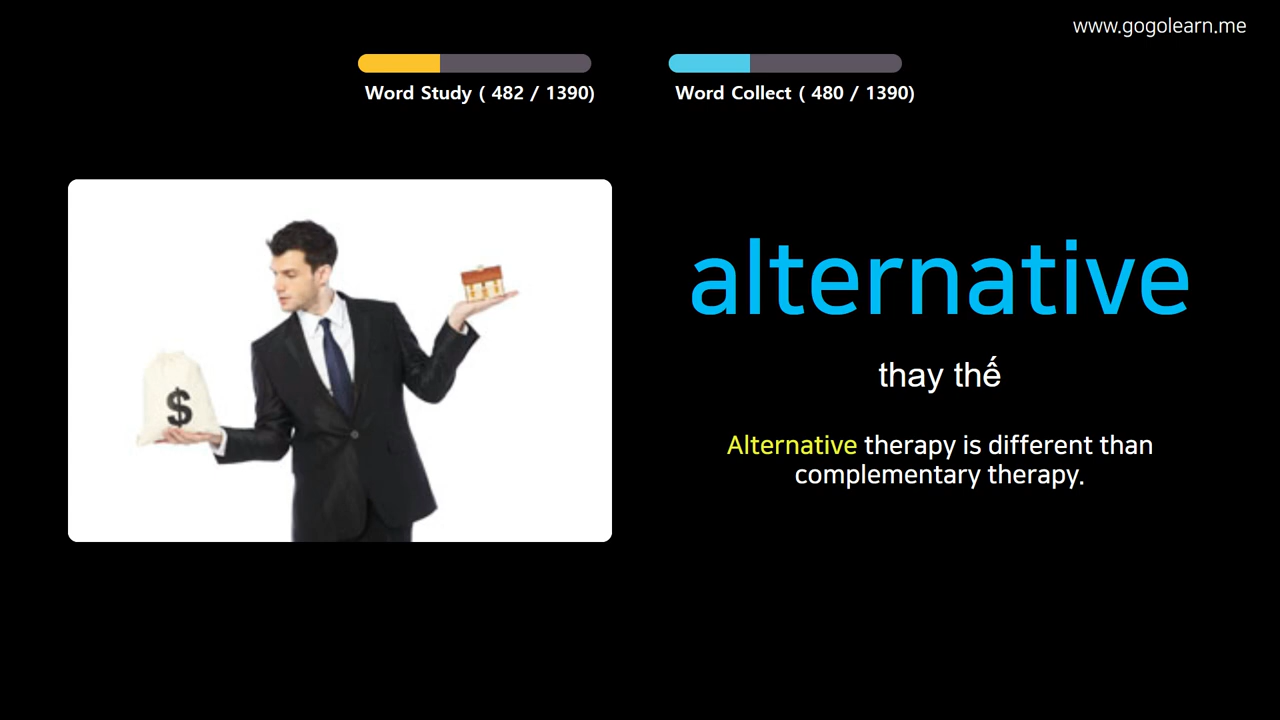 www.gogolearn.me
Word Study ( 482 / 1390)
Word Collect ( 480 / 1390)
$
alternative
thay thế
Alternative therapy is different than
complementary therapy.